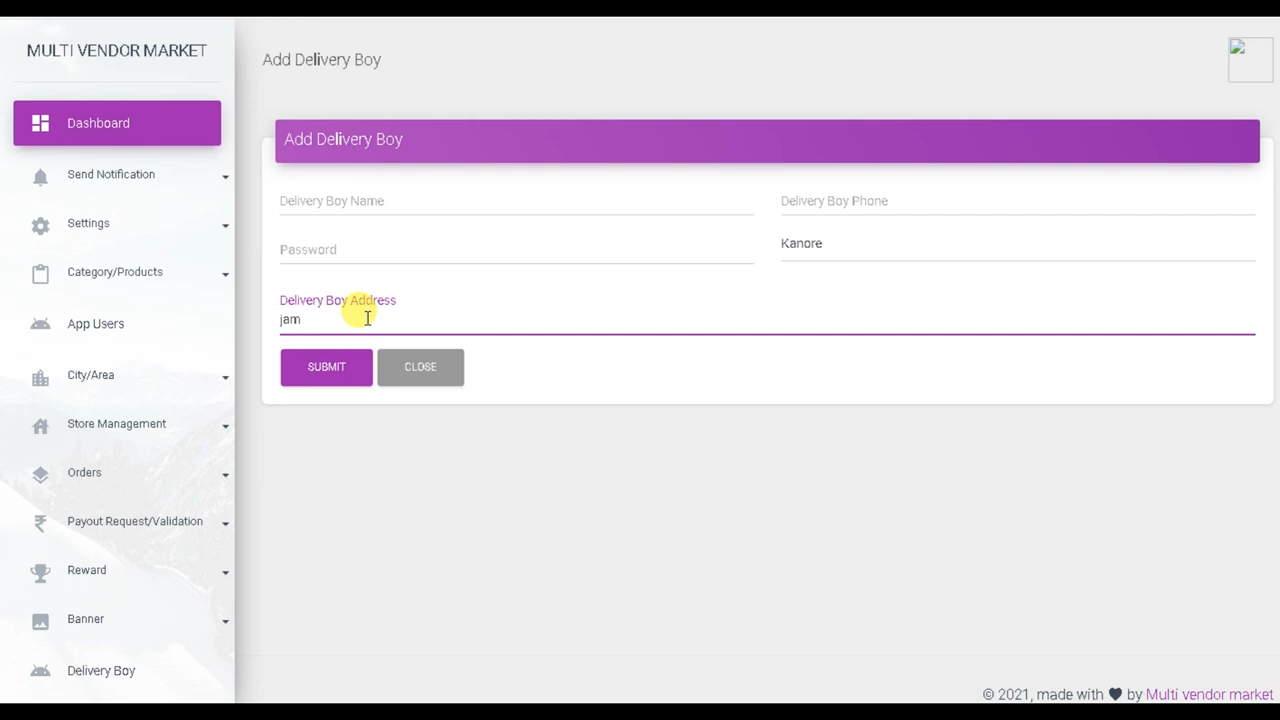 MULTI VENDOR MARKET
Dashboard
Send Notification
Settings
Category/Products
App Users
City/Area
Store Management
Orders
Payout Request/Validation
Reward
Banner
Delivery Boy
Add Delivery Boy
Add Delivery Boy
Delivery Boy Name
Delivery Boy Phone
Password
Kanore
Delivery Boy Address
jam
SUBMIT
CLOSE
© 2021, made with ♥ by Multi vendor market